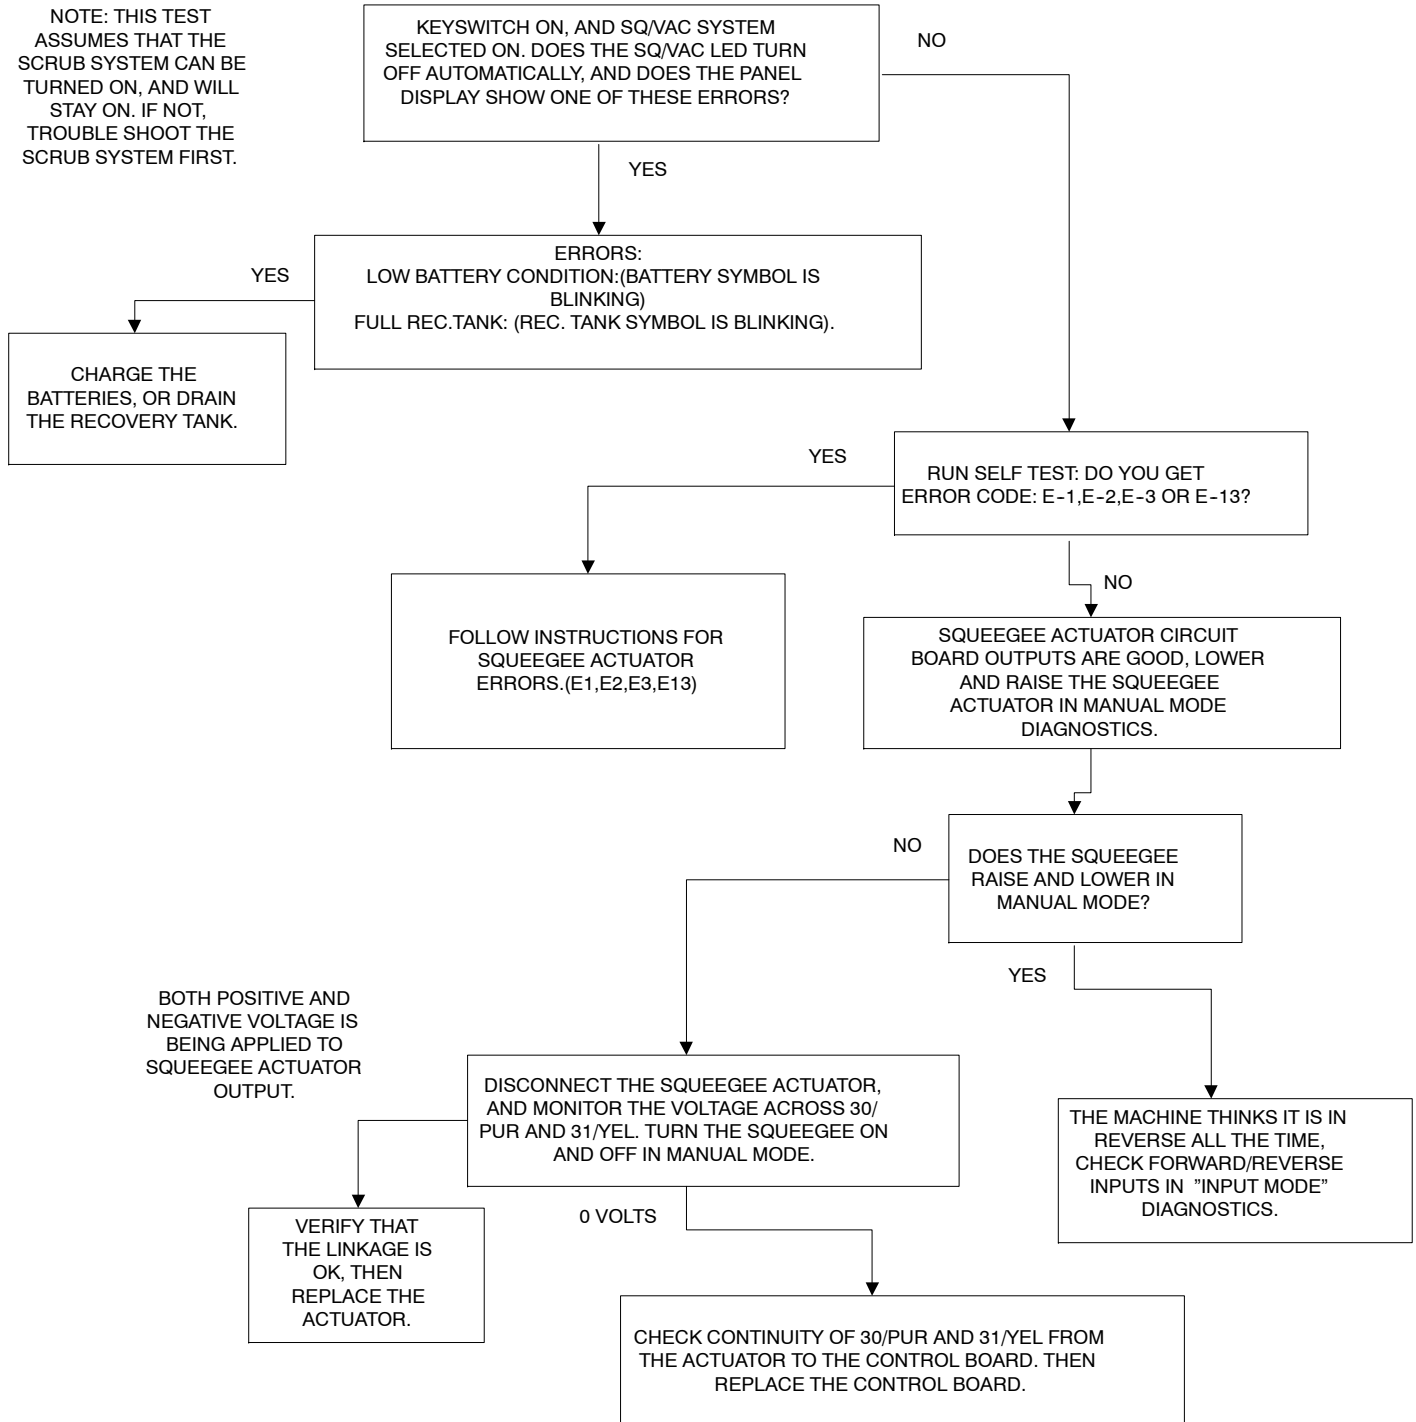 NOTE: THIS TEST
ASSUMES THAT THE
SCRUB SYSTEM CAN BE
TURNED ON, AND WILL
STAY ON. IF NOT,
TROUBLE SHOOT THE
SCRUB SYSTEM FIRST.
KEYSWITCH ON, AND SQ/VAC SYSTEM
SELECTED ON. DOES THE SQ/VAC LED TURN
OFF AUTOMATICALLY, AND DOES THE PANEL
DISPLAY SHOW ONE OF THESE ERRORS?
NO
YES
ERRORS:
LOW BATTERY CONDITION:(BATTERY SYMBOL IS
BLINKING)
FULL REC.TANK: (REC. TANK SYMBOL IS BLINKING).
YES
CHARGE THE
BATTERIES, OR DRAIN
THE RECOVERY TANK.
RUN SELF TEST: DO YOU GET
ERROR CODE: E-1,E-2,E-3 OR E-13?
YES
NO
FOLLOW INSTRUCTIONS FOR
SQUEEGEE ACTUATOR
ERRORS.(E1,E2,E3,E13)
SQUEEGEE ACTUATOR CIRCUIT
BOARD OUTPUTS ARE GOOD, LOWER
AND RAISE THE SQUEEGEE
ACTUATOR IN MANUAL MODE
DIAGNOSTICS.
DOES THE SQUEEGEE
RAISE AND LOWER IN
MANUAL MODE?
NO
YES
BOTH POSITIVE AND
NEGATIVE VOLTAGE IS
BEING APPLIED TO
SQUEEGEE ACTUATOR
OUTPUT.
DISCONNECT THE SQUEEGEE ACTUATOR,
AND MONITOR THE VOLTAGE ACROSS 30/
PUR AND 31/YEL. TURN THE SQUEEGEE ON
AND OFF IN MANUAL MODE.
THE MACHINE THINKS IT IS IN
REVERSE ALL THE TIME,
CHECK FORWARD/REVERSE
INPUTS IN ”INPUT MODE”
DIAGNOSTICS.
0 VOLTS
VERIFY THAT
THE LINKAGE IS
OK, THEN
REPLACE THE
ACTUATOR.
CHECK CONTINUITY OF 30/PUR AND 31/YEL FROM
THE ACTUATOR TO THE CONTROL BOARD. THEN
REPLACE THE CONTROL BOARD.